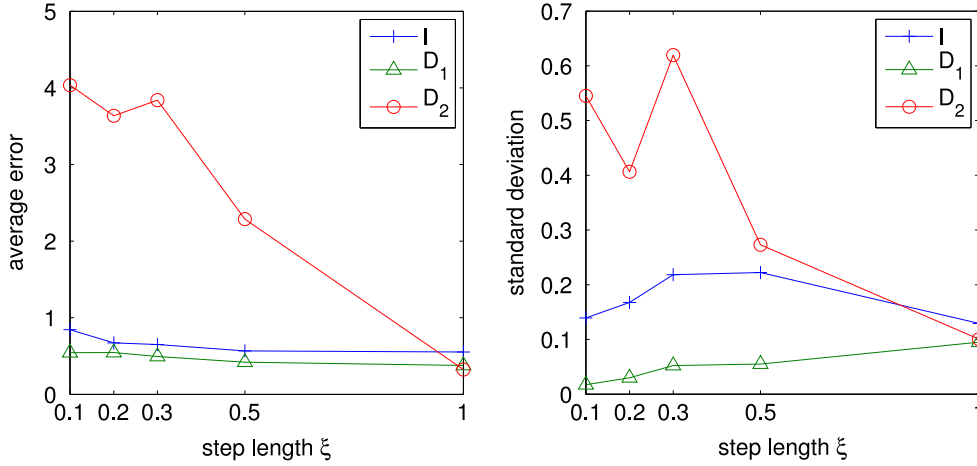 5
4
3
2
1
0
0.1 0.2 0.3 0.5 1
average error
step length ξ
I
D1
D2
0.7
0.6
0.5
0.4
0.3
0.2
0.1
0
0.1 0.2 0.3 0.5
standard deviation
step length ξ
I
D1
D2